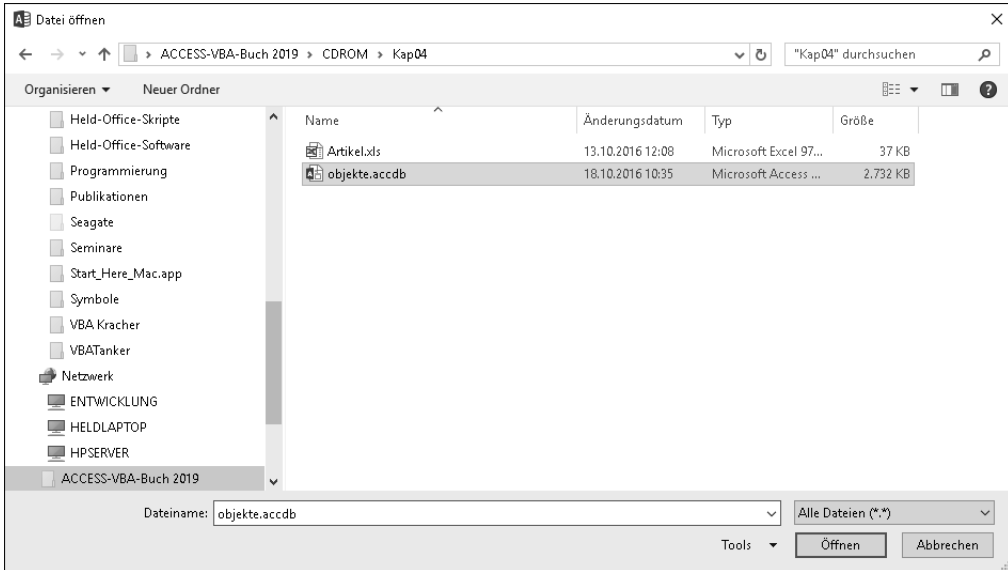 Datei öffnen
ACCESS-VBA-Buch 2019 > CDROM > Kap04 "Kap04" durchsuchen
Organisieren Neuer Ordner
Name Änderungsdatum Typ Größe
Artikel.xls 13.10.2016 12:08 Microsoft Excel 97... 37 KB
objekte.accdb 18.10.2016 10:35 Microsoft Access ... 2.732 KB
Held-Office-Skripte
Held-Office-Software
Programmierung
Publikationen
Seagate
Seminare
Start_Here_Mac.app
Symbole
VBA Kracher
VBATanker
Netzwerk
ENTWICKLUNG
HELDLAPTOP
HPSERVER
ACCESS-VBA-Buch 2019
Dateiname: objekte.accdb Alle Dateien (*.*)
Tools Öffnen Abbrechen